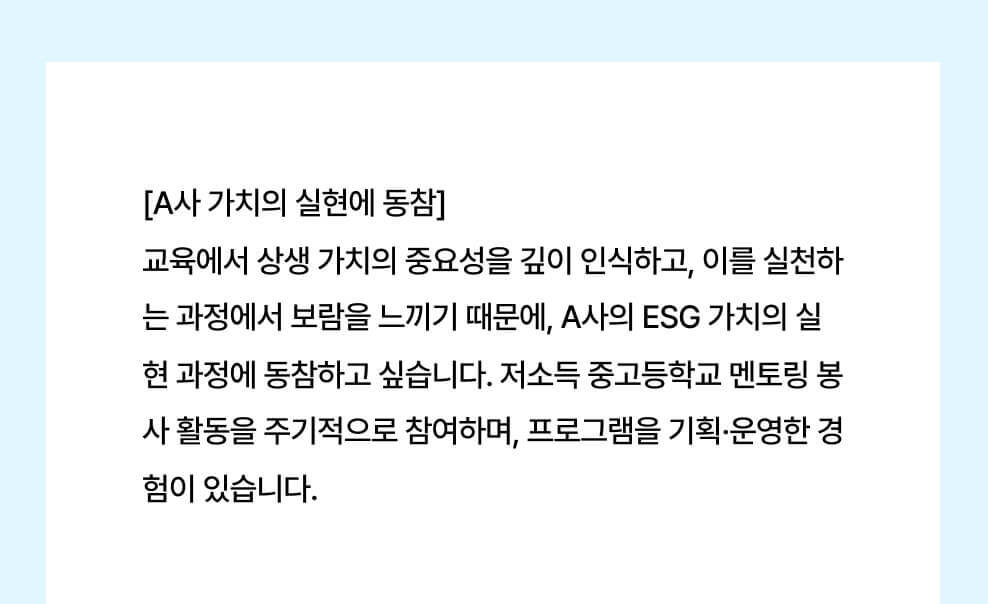 [A사 가치의 실현에 동참]
교육에서 상생 가치의 중요성을 깊이 인식하고, 이를 실천하
는 과정에서 보람을 느끼기 때문에, A사의 ESG 가치의 실
현 과정에 동참하고 싶습니다. 저소득 중고등학교 멘토링 봉
사 활동을 주기적으로 참여하며, 프로그램을 기획·운영한 경
험이 있습니다.